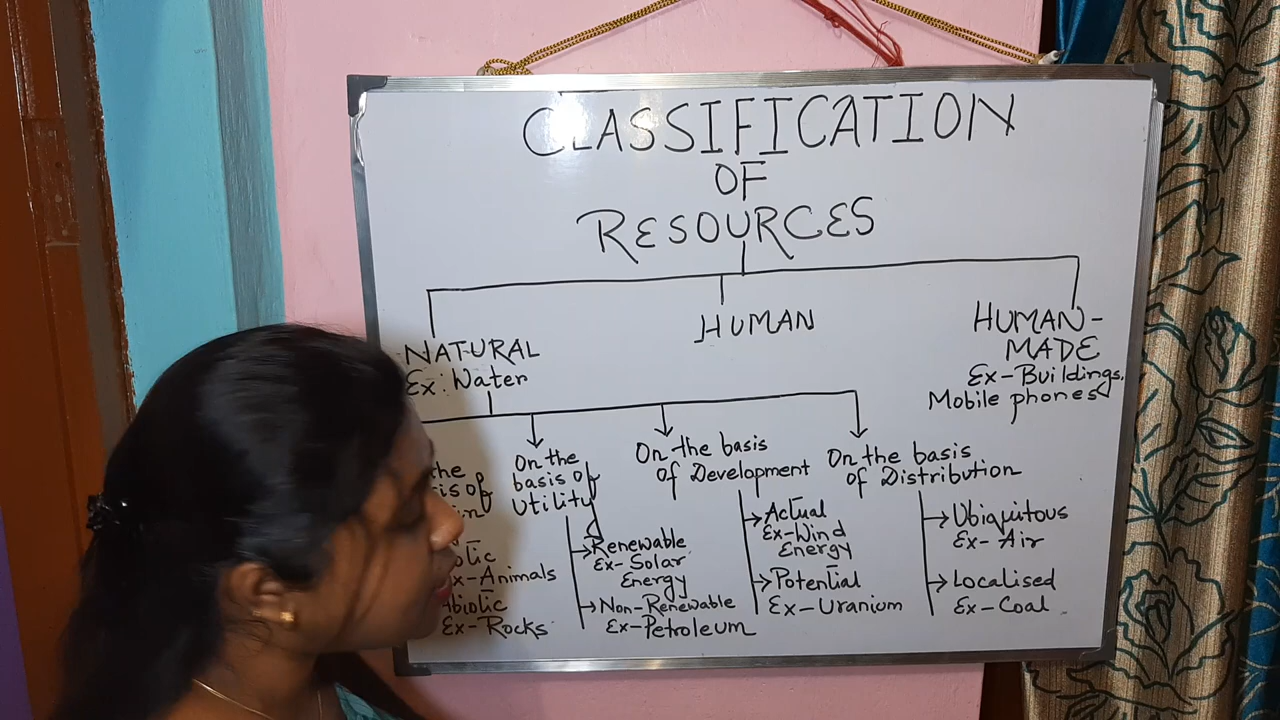 CLASSIFICATION
OF
RESOURCES
NATURAL
Ex: Water
HUMAN
HUMAN-
MADE
Ex-Buildings,
Mobile phones
On the
basis of
Utility
Renewable
Ex-Solar
Energy
Non-Renewable
Ex-Petroleum
On the basis
of Development
Actual
Ex-Wind
Energy
Potential
Ex-Uranium
On the basis
of Distribution
Ubiquitous
Ex-Air
Localised
Ex-Coal
of
Animals
Abiotic
Ex-Rocks